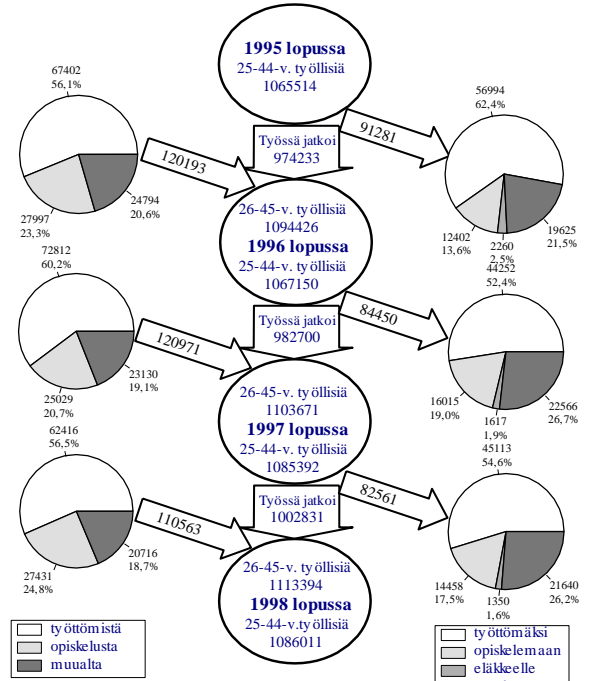 1995 lopussa
25-44-v. työllisiä
1065514
67402
56,1%
27997
23,3%
24794
20,6%
120193
Työssä jatkoi
974233
91281
56994
62,4%
12402
13,6%
2260
2,5%
19625
21,5%
26-45-v. työllisiä
1094426
1996 lopussa
25-44-v. työllisiä
1067150
72812
60,2%
25029
20,7%
23130
19,1%
120971
Työssä jatkoi
982700
84450
44252
52,4%
16015
19,0%
1617
1,9%
22566
26,7%
26-45-v. työllisiä
1103671
1997 lopussa
25-44-v. työllisiä
1085392
62416
56,5%
27431
24,8%
20716
18,7%
110563
Työssä jatkoi
1002831
82561
45113
54,6%
14458
17,5%
1350
1,6%
21640
26,2%
26-45-v. työllisiä
1113394
1998 lopussa
25-44-v.työllisiä
1086011
työttömistä
opiskelusta
muualta
työttömäksi
opiskelemaan
eläkkeelle